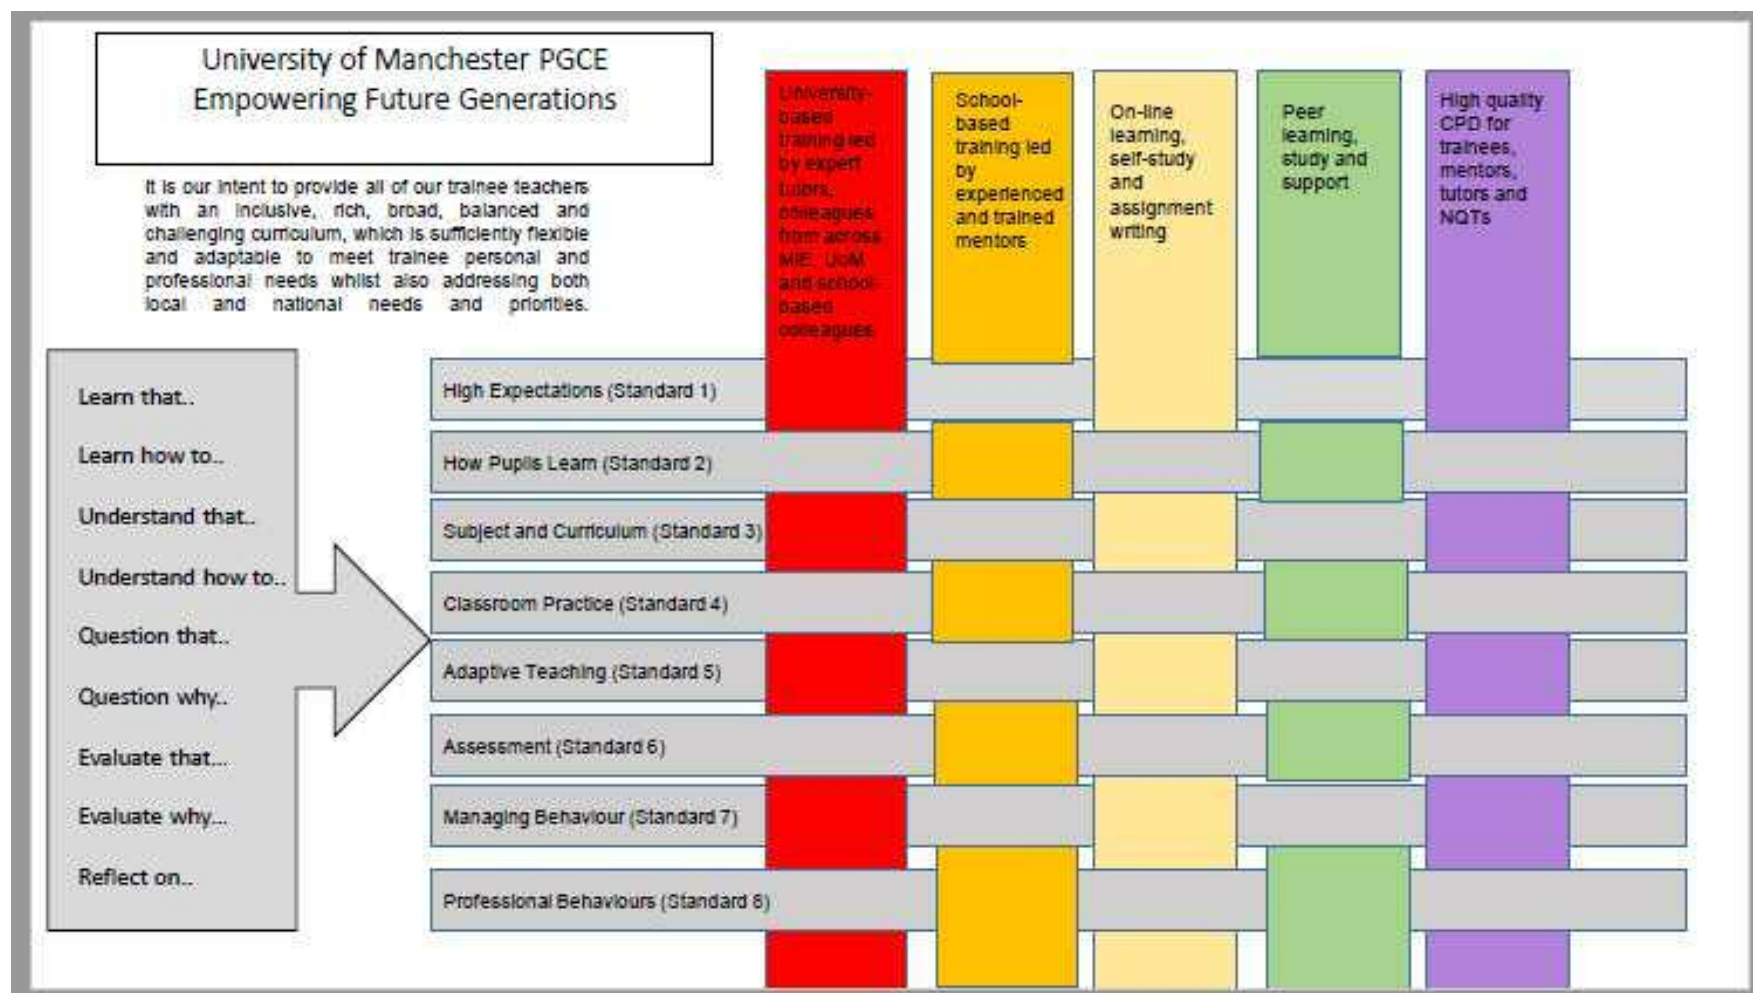 University of Manchester PGCE
Empowering Future Generations
It is our intent to provide all of our trainee teachers
with an inclusive, rich, broad, balanced and
challenging curriculum, which is sufficiently flexible
and adaptable to meet trainee personal and
professional needs whilst also addressing both
local and national needs and priorities.
University-
based
training led
by expert
tutors,
colleagues
from across
MIE, UoM
and school-
based
colleagues
School-
based
training led
by
experienced
and trained
mentors
On-line
learning,
self-study
and
assignment
writing
Peer
learning,
study and
support
High quality
CPD for
trainees,
mentors,
tutors and
NQTs
Learn that..
Learn how to..
Understand that..
Understand how to..
Question that..
Question why..
Evaluate that...
Evaluate why...
Reflect on..
High Expectations (Standard 1)
How Pupils Learn (Standard 2)
Subject and Curriculum (Standard 3)
Classroom Practice (Standard 4)
Adaptive Teaching (Standard 5)
Assessment (Standard 6)
Managing Behaviour (Standard 7)
Professional Behaviours (Standard 8)